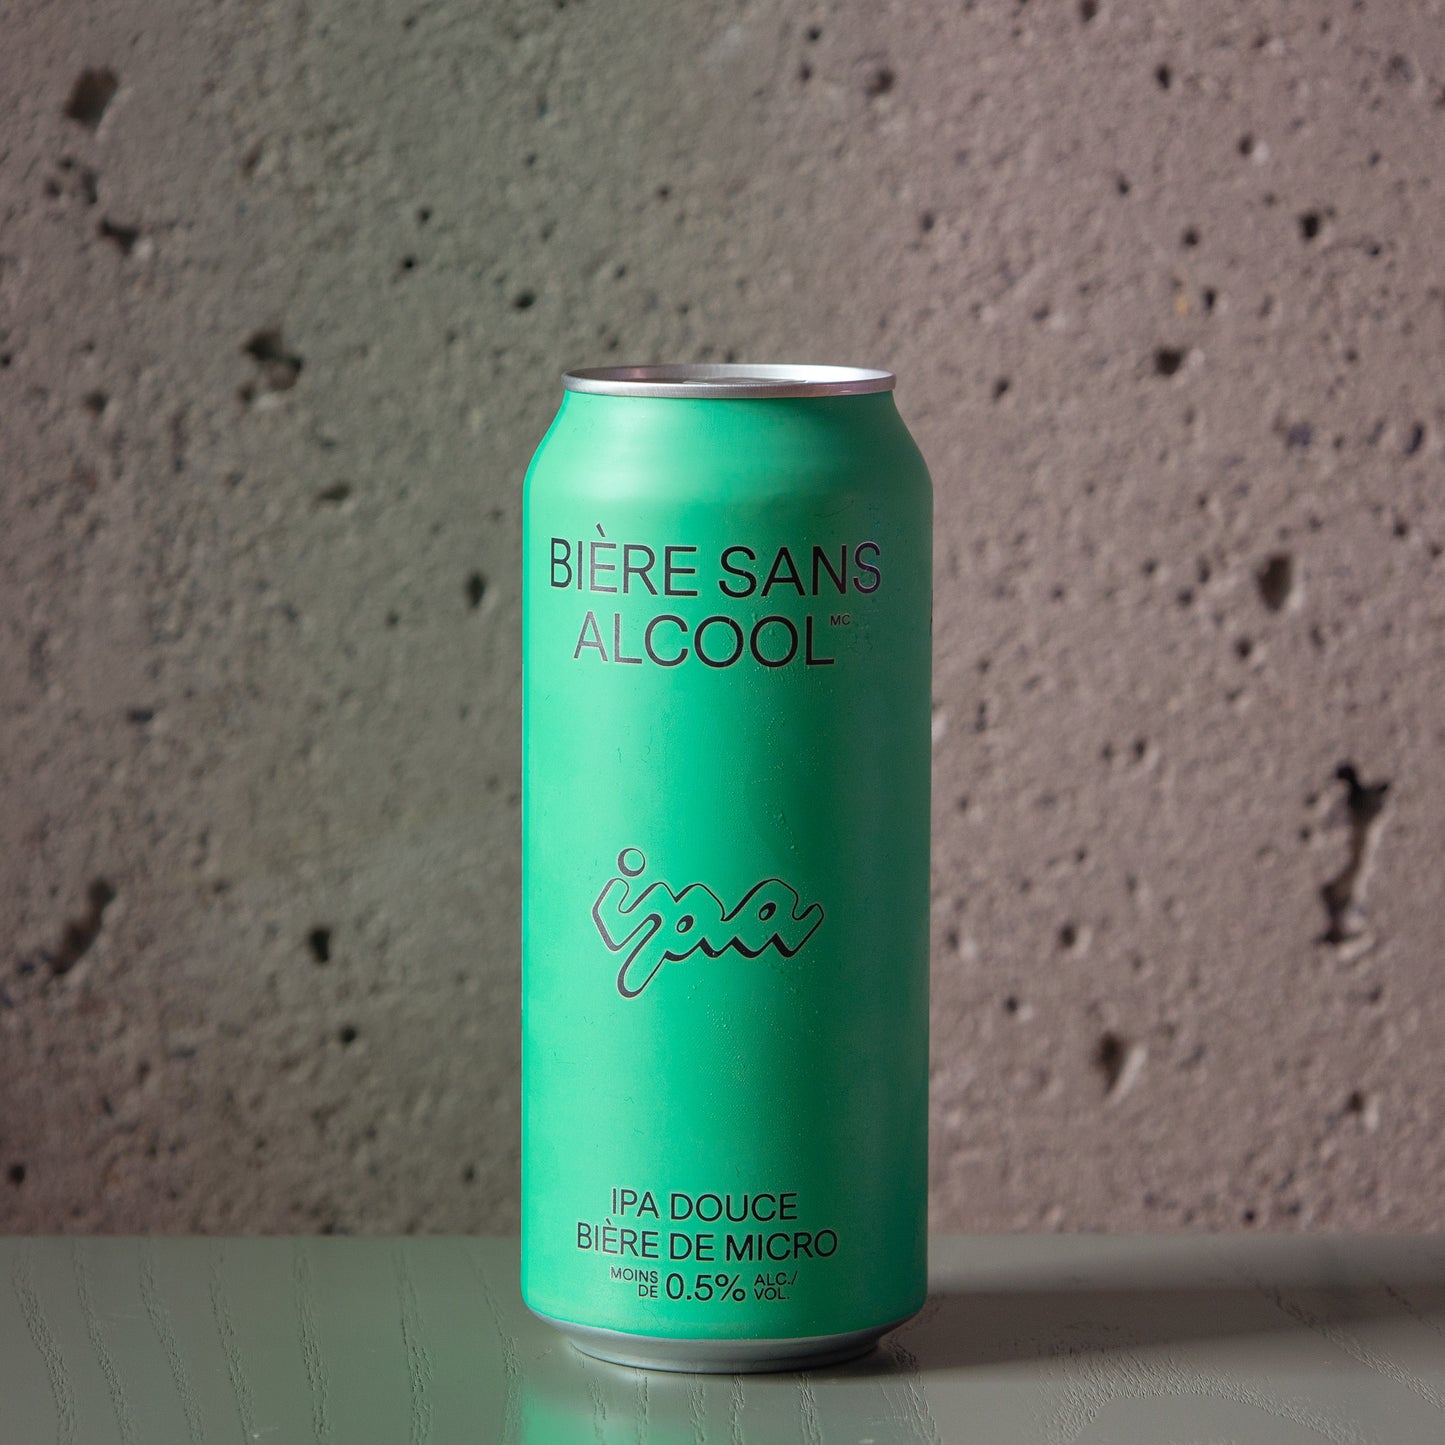 BIÈRE SANS
ALCOOL MC
ipa
IPA DOUCE
BIÈRE DE MICRO
MOINS DE 0.5% ALC./VOL.